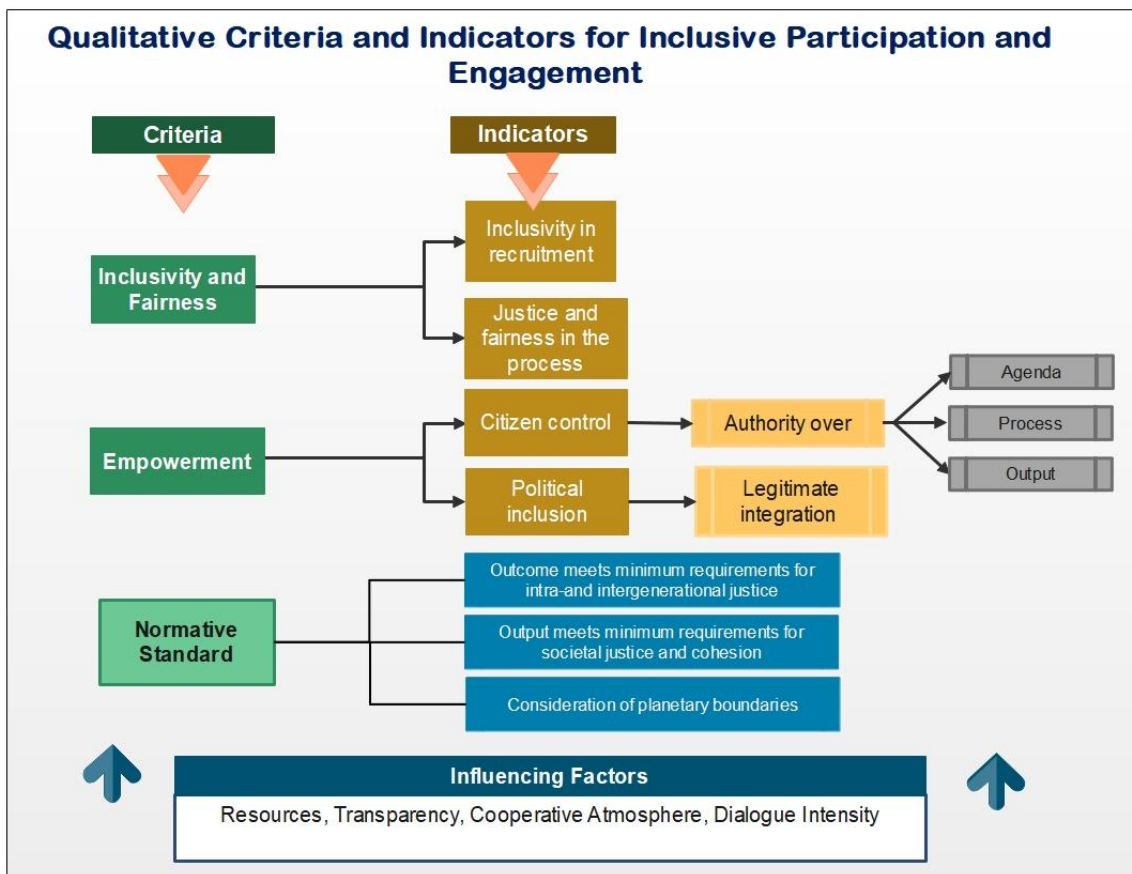 Qualitative Criteria and Indicators for Inclusive Participation and
Engagement
Criteria
Indicators
Inclusivity and
Fairness
Inclusivity in
recruitment
Justice and
fairness in the
process
Empowerment
Citizen control
Authority over
Agenda
Process
Output
Political
inclusion
Legitimate
integration
Normative
Standard
Outcome meets minimum requirements for
intra-and intergenerational justice
Output meets minimum requirements for
societal justice and cohesion
Consideration of planetary boundaries
Influencing Factors
Resources, Transparency, Cooperative Atmosphere, Dialogue Intensity